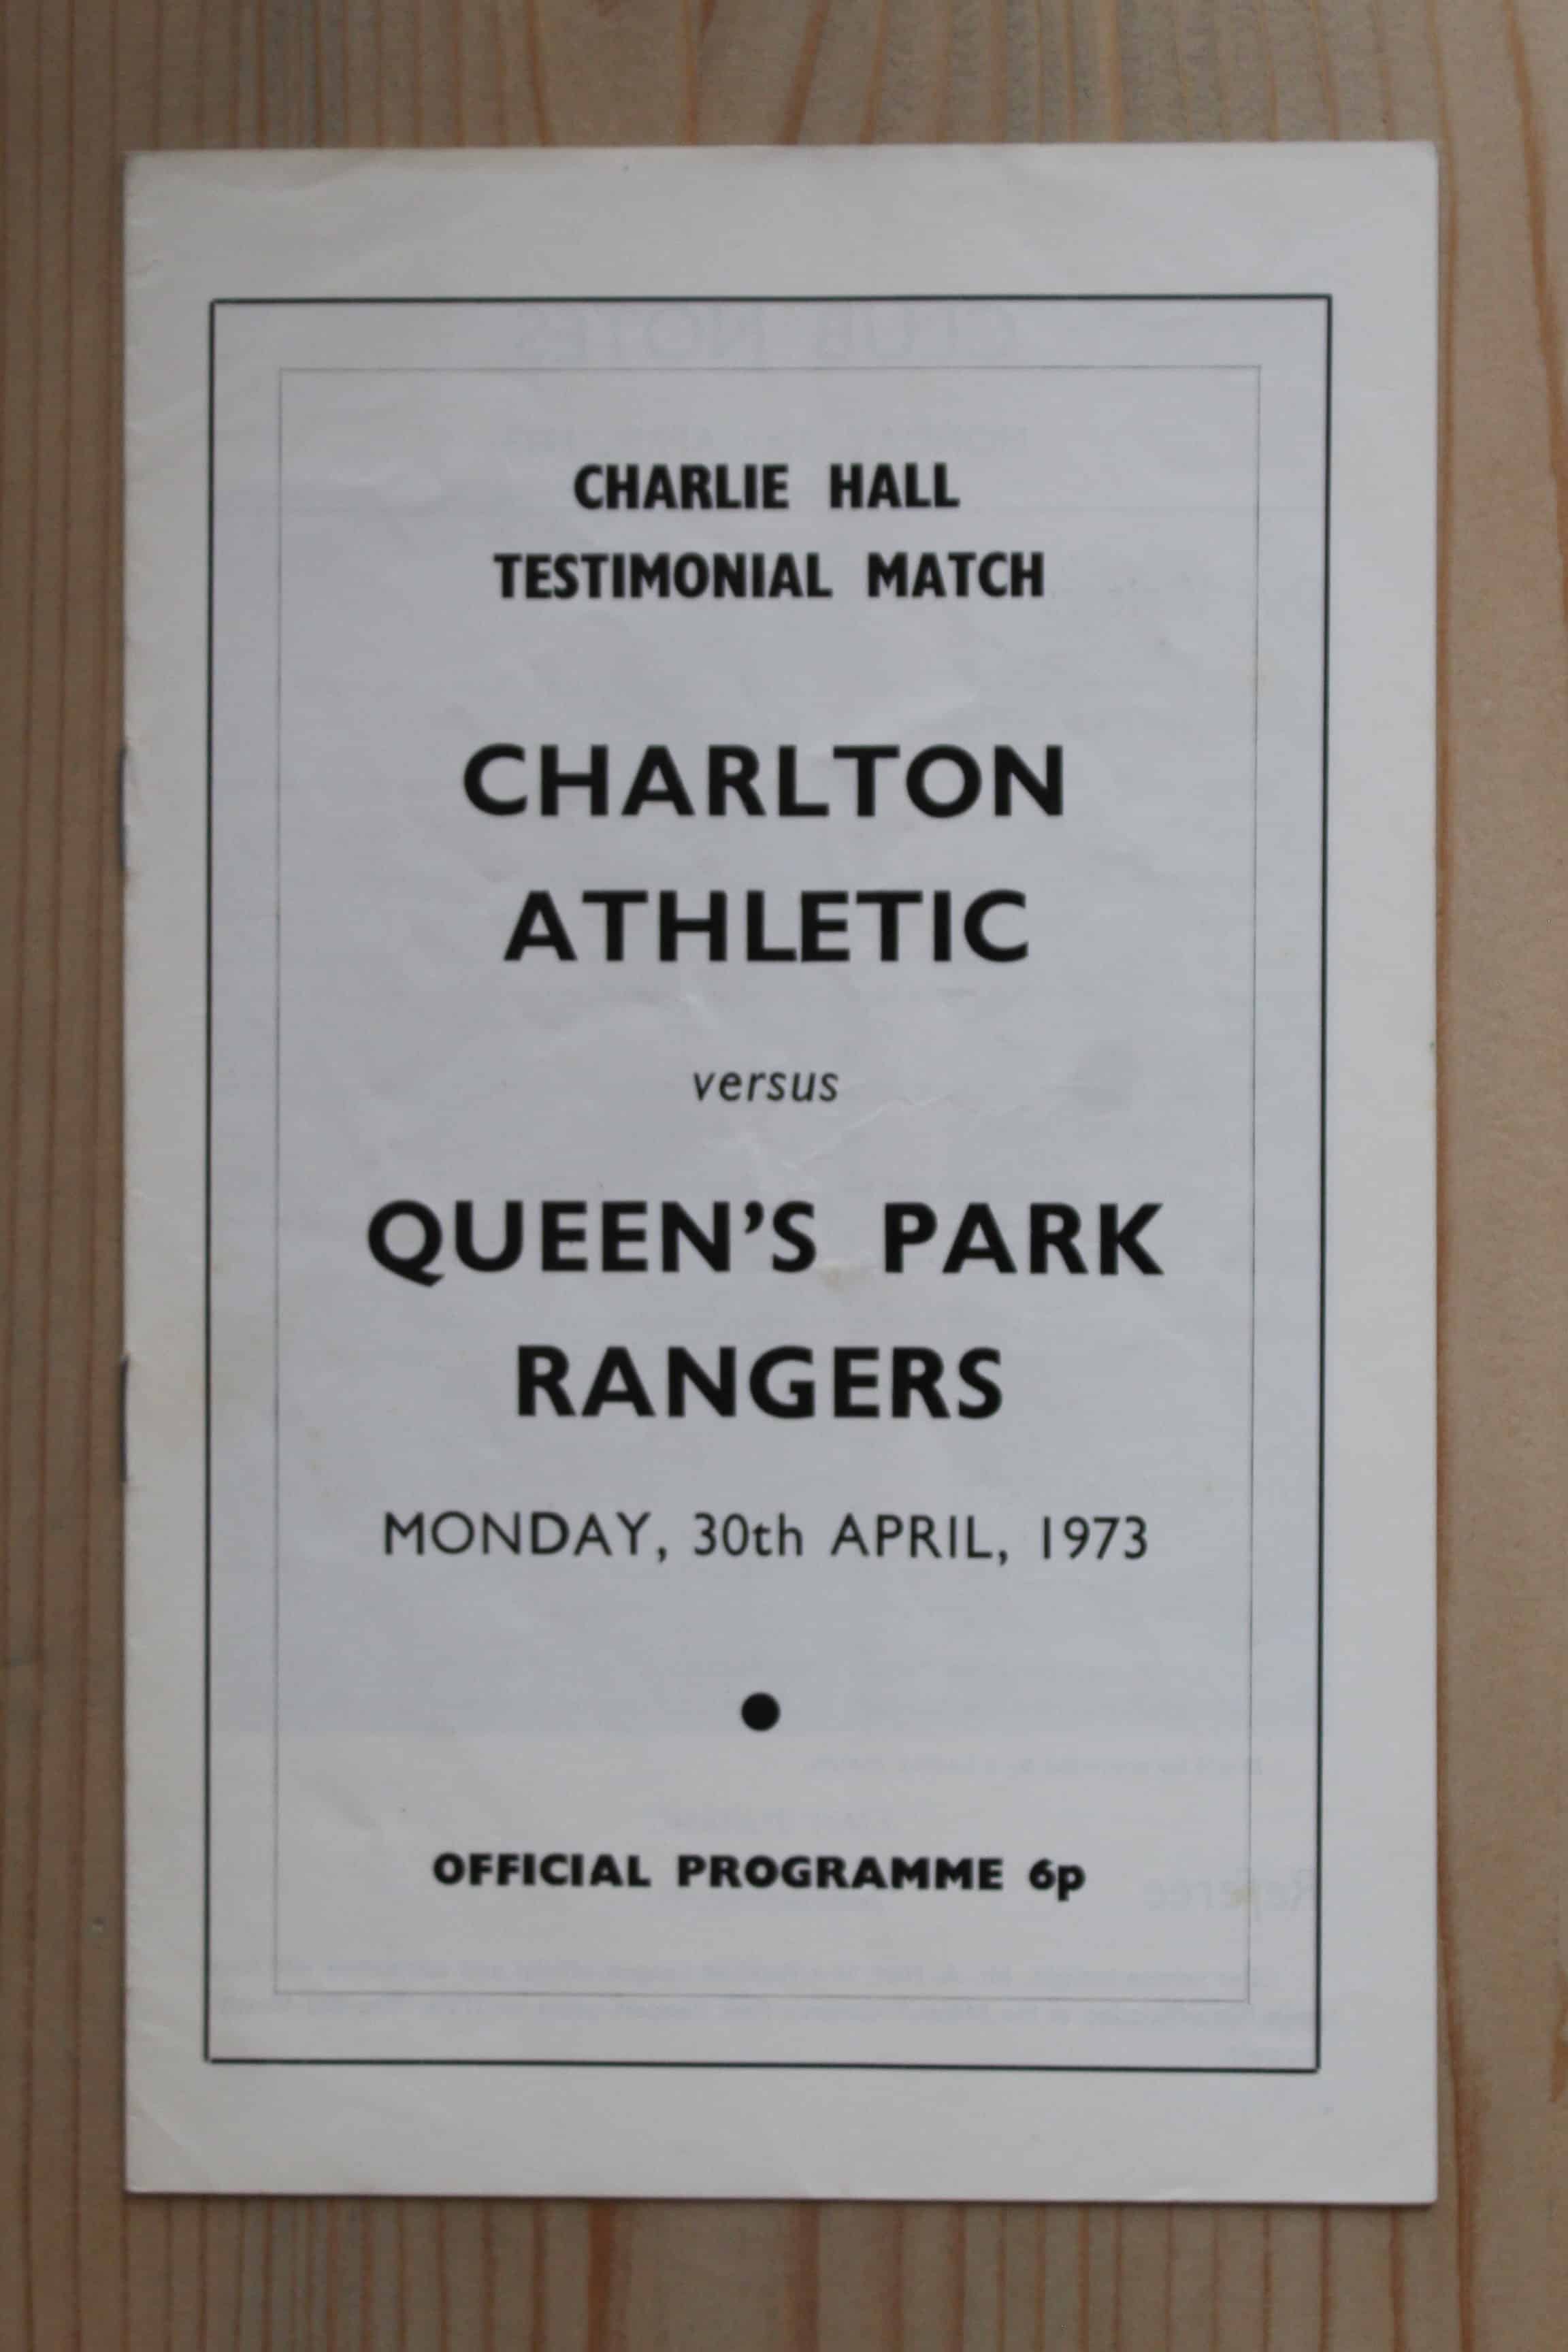 CHARLIE HALL
TESTIMONIAL MATCH
CHARLTON
ATHLETIC
versus
QUEEN'S PARK
RANGERS
MONDAY, 30th APRIL, 1973
OFFICIAL PROGRAMME 6p